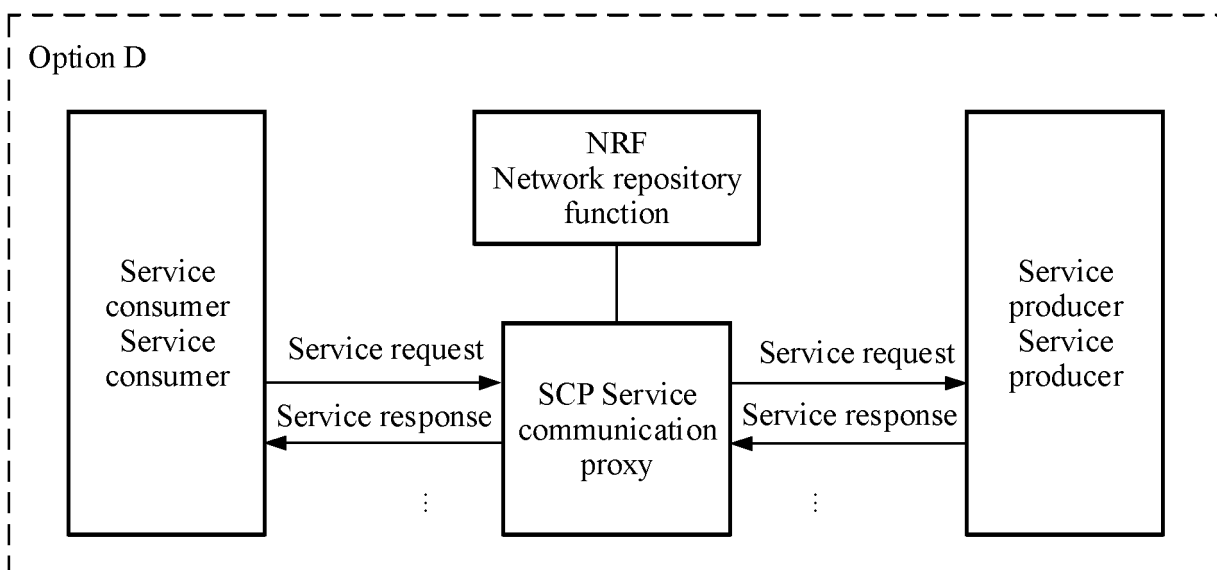 Option D
NRF
Network repository
function
Service
consumer
Service
consumer
Service
producer
Service
producer
Service request
Service response
SCP Service
communication
proxy
Service request
Service response
⋮
⋮